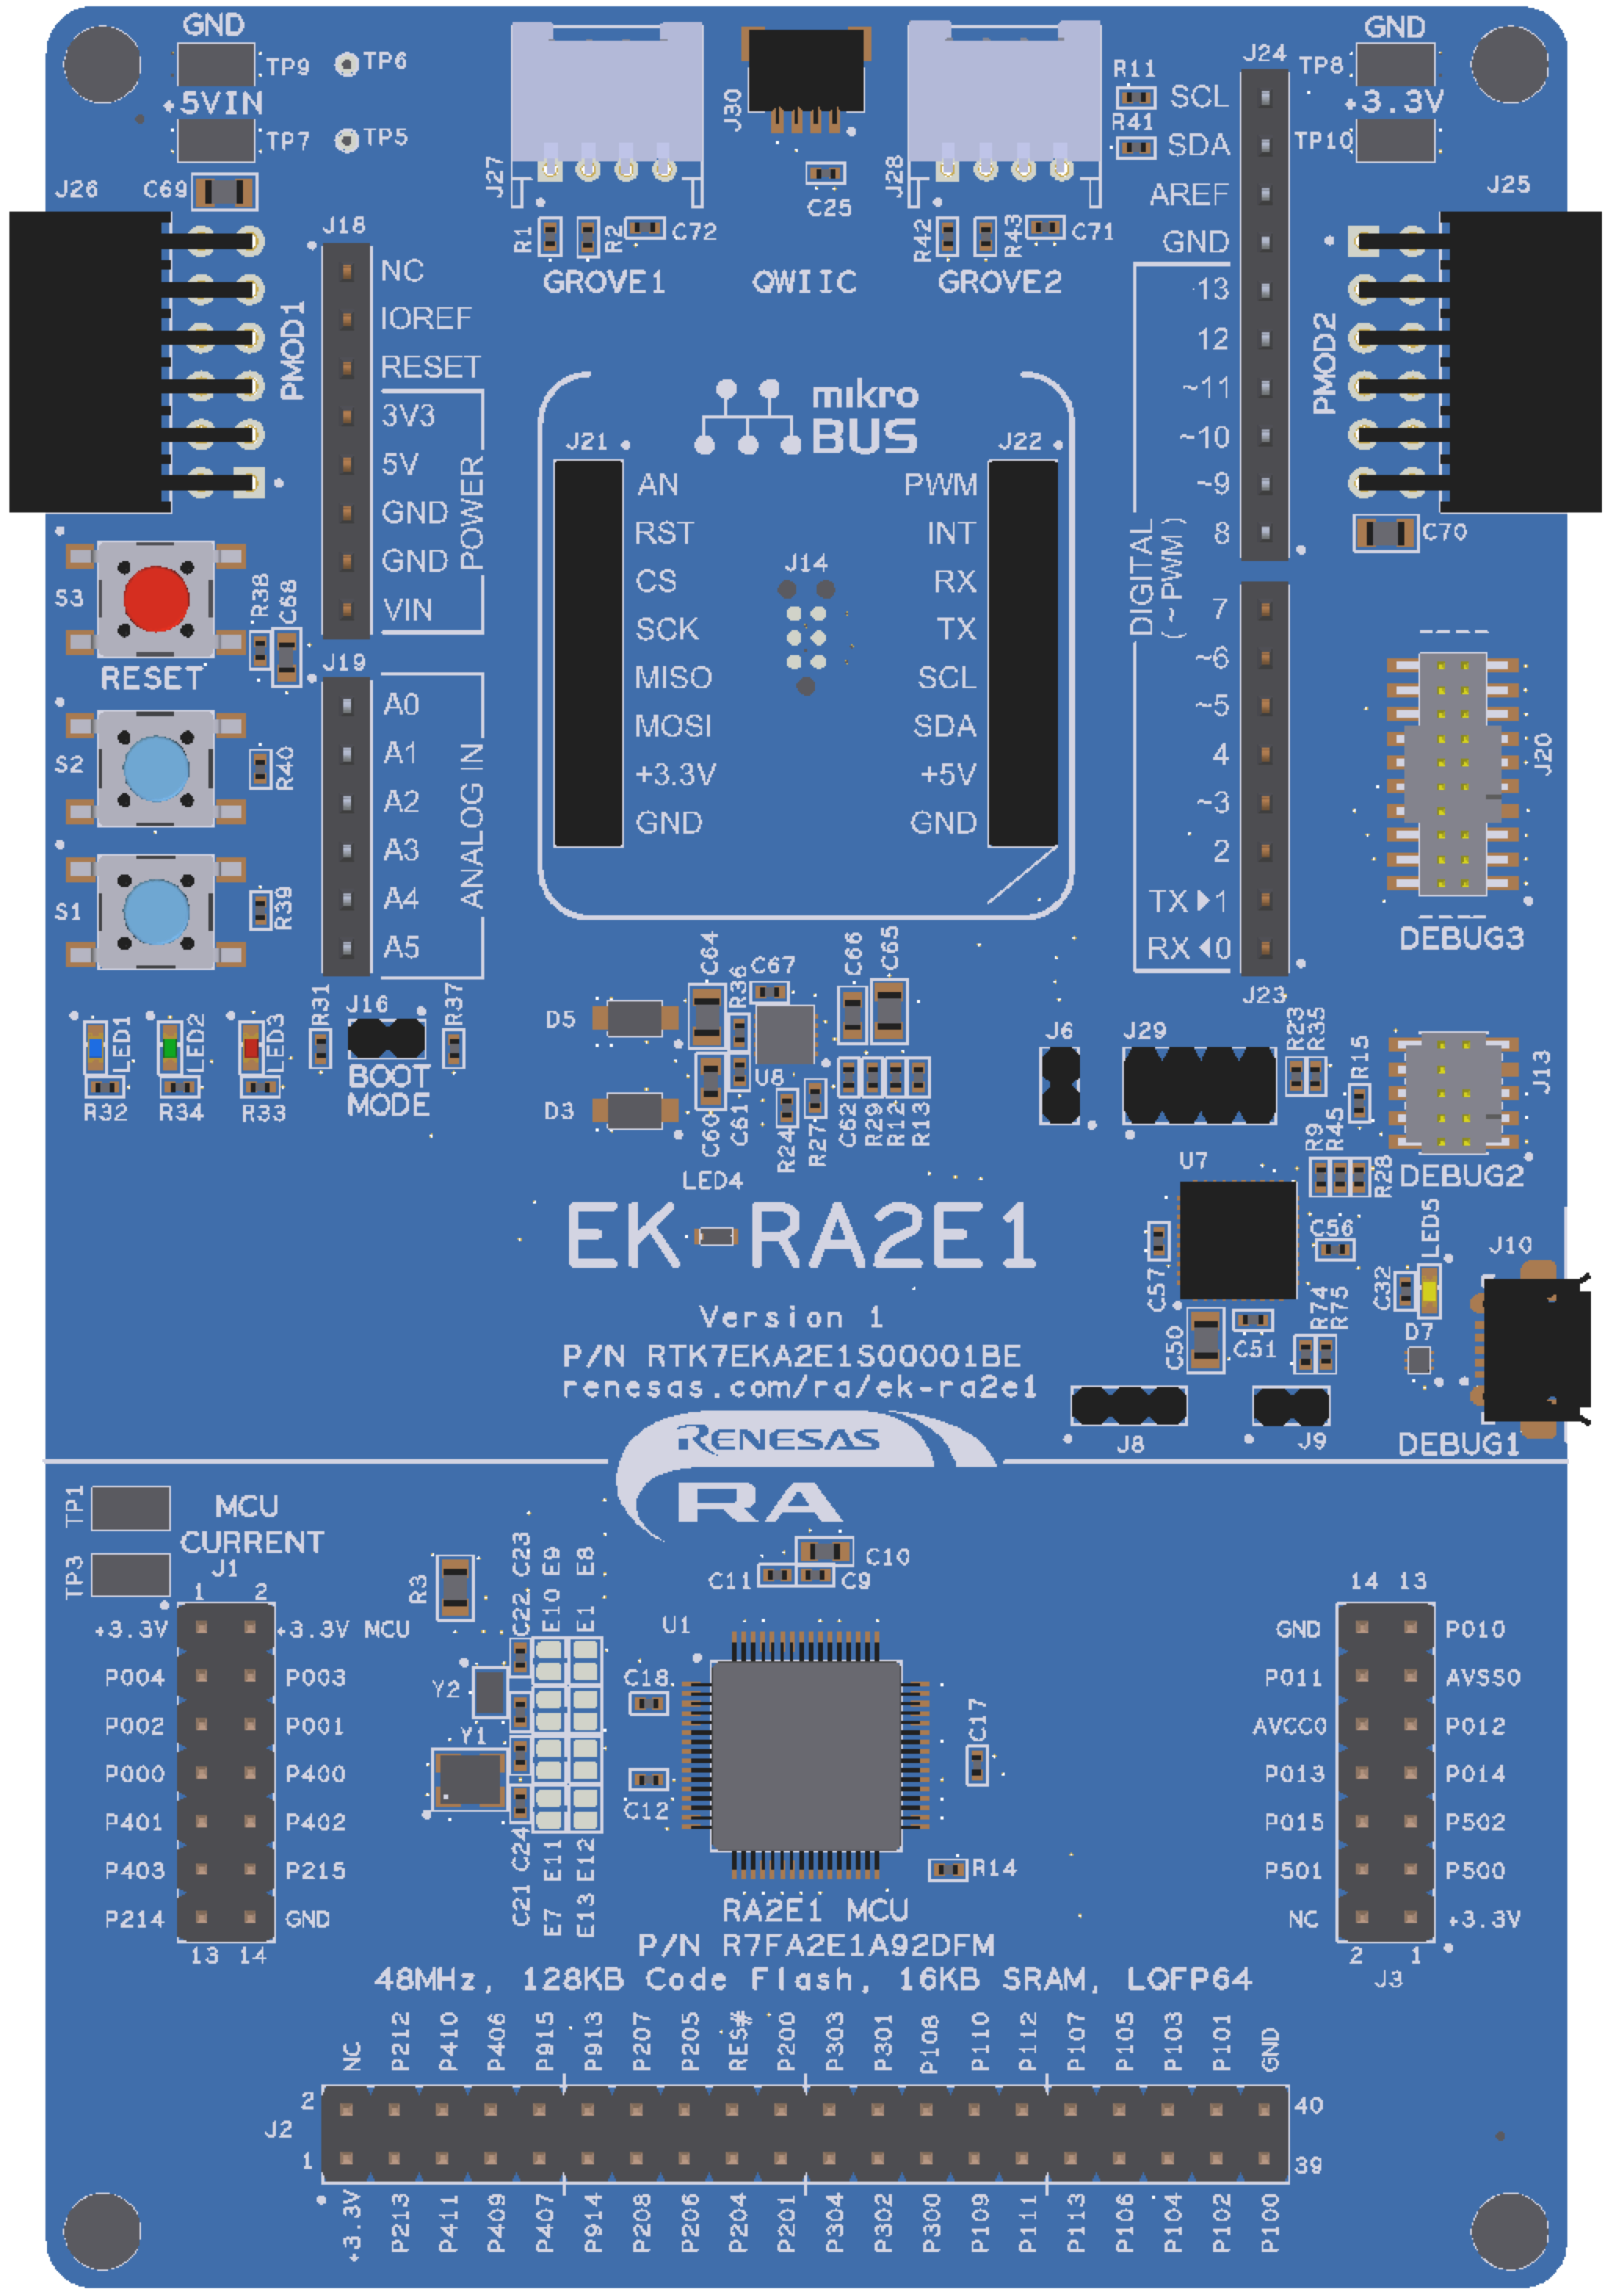 GND
TP9
TP6
+5VIN
TP7
TP5
J26
C69
J18
PMOD1
NC
IOREF
RESET
3V3
5V
GND
GND
VIN
POWER
J27
R1
R2
C72
GROVE1
J30
C25
QWIIC
J28
R42
R43
C71
GROVE2
R11
R41
J24
SCL
SDA
AREF
GND
13
12
~11
~10
~9
8
DIGITAL
(~ PWM )
7
~6
~5
4
~3
2
TX ▶1
RX ◀0
J23
GND
TP8
+3.3V
TP10
J25
PMOD2
C70
mikro
BUS
J21
J22
AN
RST
CS
SCK
MISO
MOSI
+3.3V
GND
J14
PWM
INT
RX
TX
SCL
SDA
+5V
GND
S3
RESET
R38
C68
S2
R40
S1
R39
J19
A0
A1
A2
A3
A4
A5
ANALOG IN
J20
DEBUG3
LED1
LED2
LED3
R32
R34
R33
R31
J16
R37
BOOT
MODE
D5
D3
C64
R36
C67
C66
C65
U8
C60
C61
R24
R27
C62
R29
R12
R13
LED4
J6
J29
R23
R35
R15
J13
DEBUG2
R9
R45
R28
U7
C57
C56
C50
C51
R74
R75
C32
LED5
D7
J10
DEBUG1
J8
J9
EK-RA2E1
Version 1
P/N RTK7EKA2E1S00001BE
renesas.com/ra/ek-ra2e1
RENESAS
RA
TP1
TP3
MCU
CURRENT
J1
1 2
+3.3V +3.3V MCU
P004 P003
P002 P001
P000 P400
P401 P402
P403 P215
P214 GND
13 14
R3
C22 C23
E10 E9
E1 E8
Y2
Y1
C21 C24
E7 E11
E13 E12
C11
C10
C9
U1
C18
C12
C17
R14
RA2E1 MCU
P/N R7FA2E1A92DFM
48MHz, 128KB Code Flash, 16KB SRAM, LQFP64
14 13
GND P010
P011 AVSS0
AVCC0 P012
P013 P014
P015 P502
P501 P500
NC +3.3V
2 1
J3
NC P212 P410 P406 P915 P913 P207 P205 RES# P200 P303 P301 P108 P110 P112 P107 P105 P103 P101 GND
2 40
J2
1 39
+3.3V P213 P411 P409 P407 P914 P208 P206 P204 P201 P304 P302 P300 P109 P111 P113 P106 P104 P102 P100